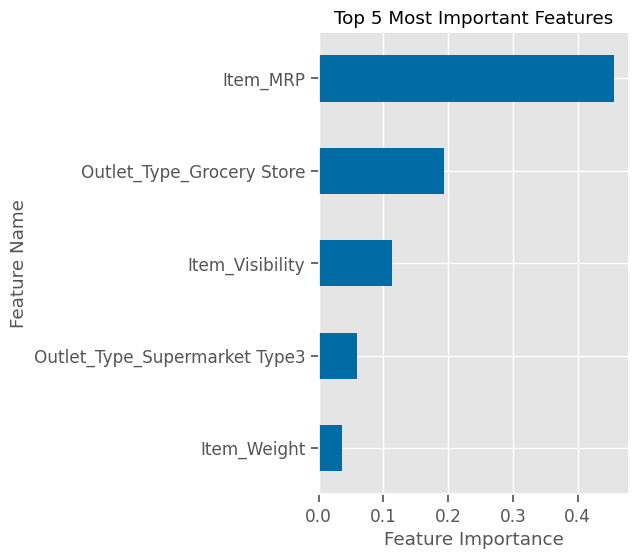 Top 5 Most Important Features
Item_MRP
Outlet_Type_Grocery Store
Item_Visibility
Outlet_Type_Supermarket Type3
Item_Weight
Feature Name
0.0 0.1 0.2 0.3 0.4
Feature Importance